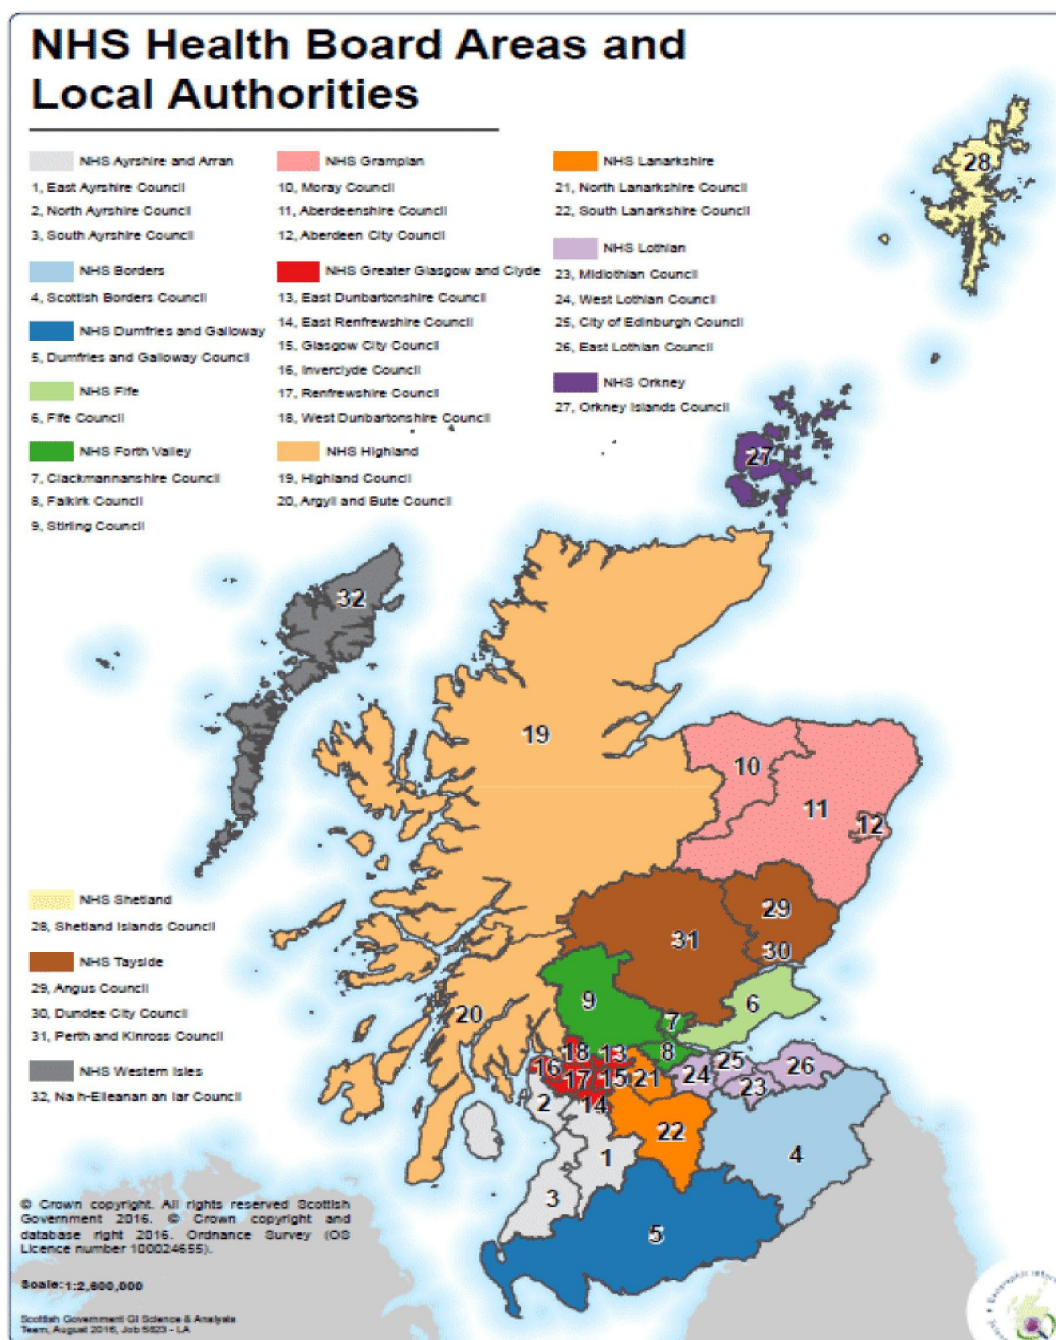 NHS Health Board Areas and
Local Authorities
NHS Ayrshire and Arran
1, East Ayrshire Council
2, North Ayrshire Council
3, South Ayrshire Council
NHS Borders
4, Scottish Borders Council
NHS Dumfries and Galloway
5, Dumfries and Galloway Council
NHS Fife
6, Fife Council
NHS Forth Valley
7, Clackmannanshire Council
8, Falkirk Council
9, Stirling Council
NHS Grampian
10, Moray Council
11, Aberdeenshire Council
12, Aberdeen City Council
NHS Greater Glasgow and Clyde
13, East Dunbartonshire Council
14, East Renfrewshire Council
15, Glasgow City Council
16, Inverclyde Council
17, Renfrewshire Council
18, West Dunbartonshire Council
NHS Highland
19, Highland Council
20, Argyll and Bute Council
NHS Lanarkshire
21, North Lanarkshire Council
22, South Lanarkshire Council
NHS Lothian
23, Midlothian Council
24, West Lothian Council
25, City of Edinburgh Council
26, East Lothian Council
NHS Orkney
27, Orkney Islands Council
NHS Shetland
28, Shetland Islands Council
NHS Tayside
29, Angus Council
30, Dundee City Council
31, Perth and Kinross Council
NHS Western Isles
32, Na h-Eileanan an Iar Council
28
27
32
19
10
11
12
29
31
30
9
6
20
7
18
13
8
25
26
16
17
15
21
24
23
2
14
22
1
4
3
5
© Crown copyright. All rights reserved Scottish
Government 2016. © Crown copyright and
database right 2016. Ordnance Survey (OS
Licence number 100024655).
Scale: 1:2,600,000
Scottish Government GI Science & Analysis
Team, August 2016, Job 5623 - LA